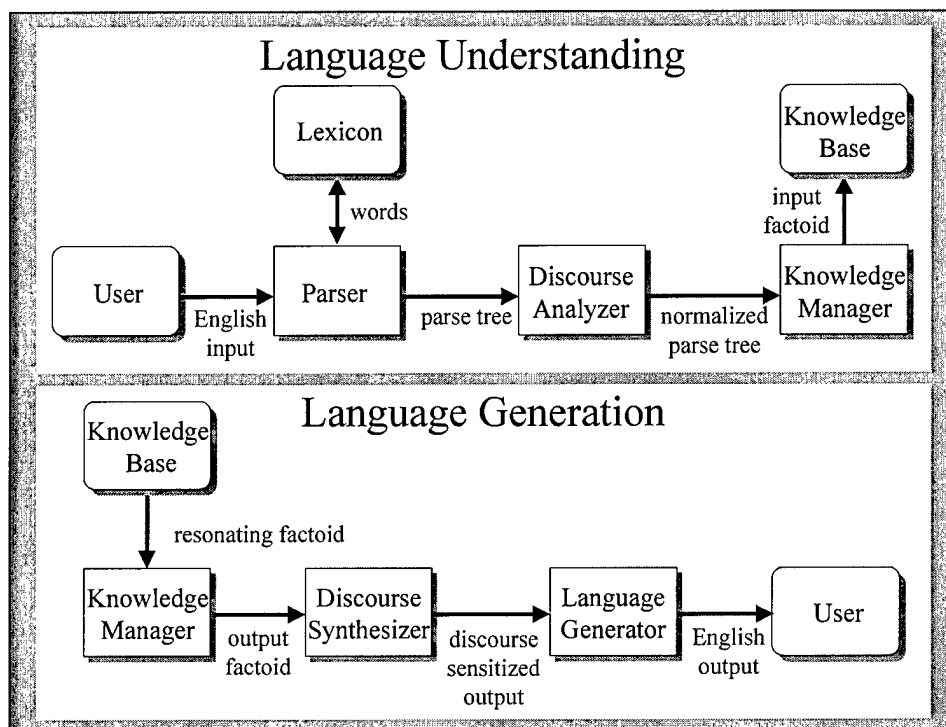 Language Understanding
Lexicon
Knowledge
Base
words
input
factoid
User
English
input
Parser
parse tree
Discourse
Analyzer
normalized
parse tree
Knowledge
Manager
Language Generation
Knowledge
Base
resonating factoid
Knowledge
Manager
output
factoid
Discourse
Synthesizer
discourse
sensitized
output
Language
Generator
English
output
User